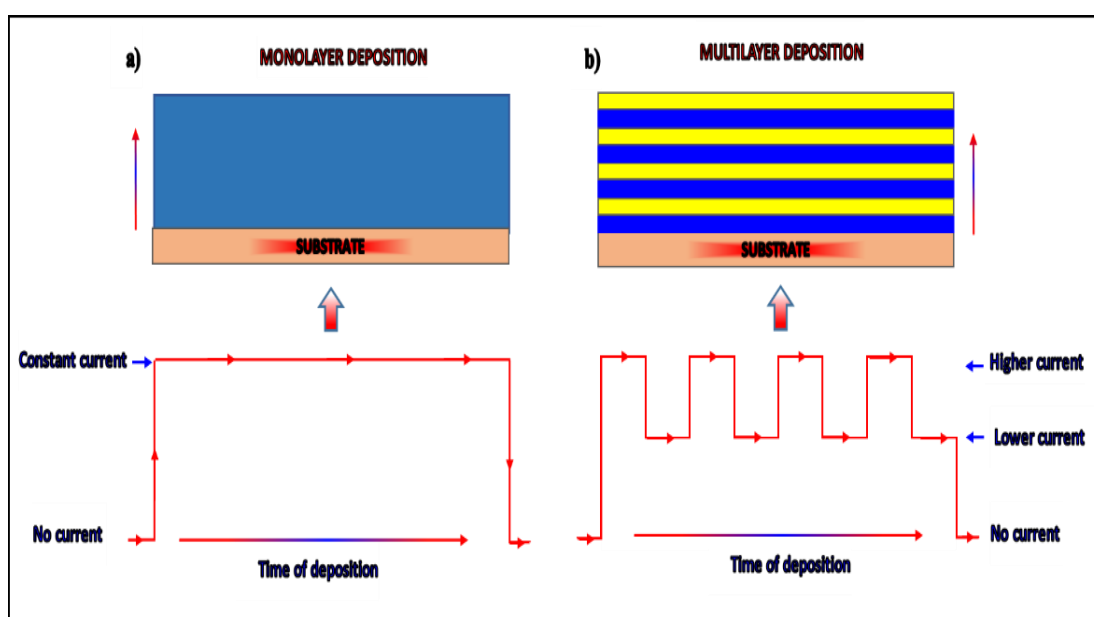 a)
MONOLAYER DEPOSITION
SUBSTRATE
Constant current
No current
Time of deposition
b)
MULTILAYER DEPOSITION
SUBSTRATE
Higher current
Lower current
No current
Time of deposition